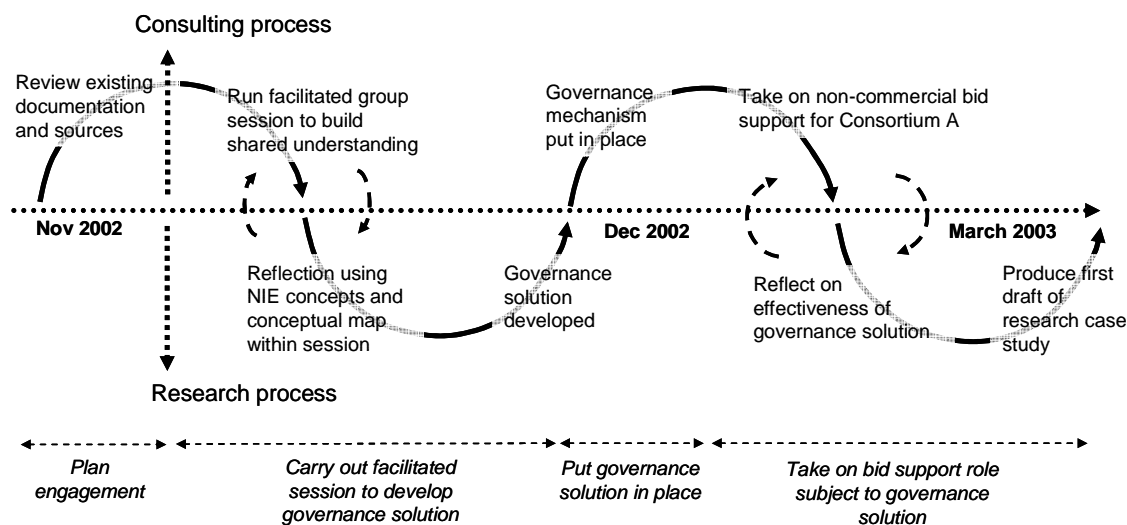 Consulting process
Review existing
documentation
and sources
Run facilitated group
session to build
shared understanding
Governance
mechanism
put in place
Take on non-commercial bid
support for Consortium A
Nov 2002
Dec 2002
March 2003
Reflection using
NIE concepts and
conceptual map
within session
Governance
solution
developed
Reflect on
effectiveness of
governance solution
Produce first
draft of
research case
study
Research process
Plan
engagement
Carry out facilitated
session to develop
governance solution
Put governance
solution in place
Take on bid support role
subject to governance
solution